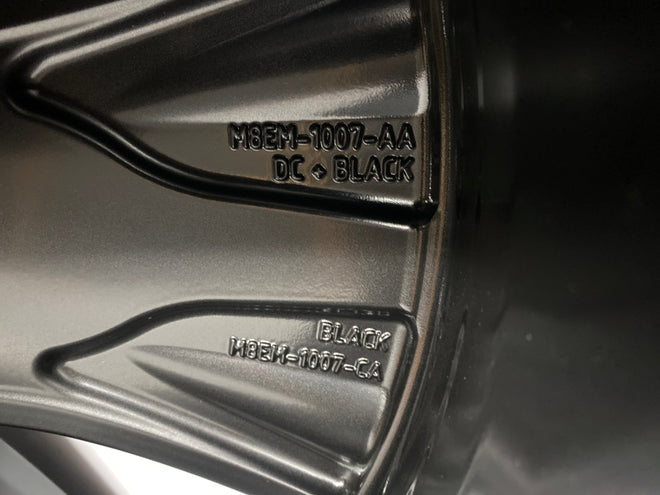 M8EM-1007-AA
DC + BLACK
BLACK
M8EM-1007-CA